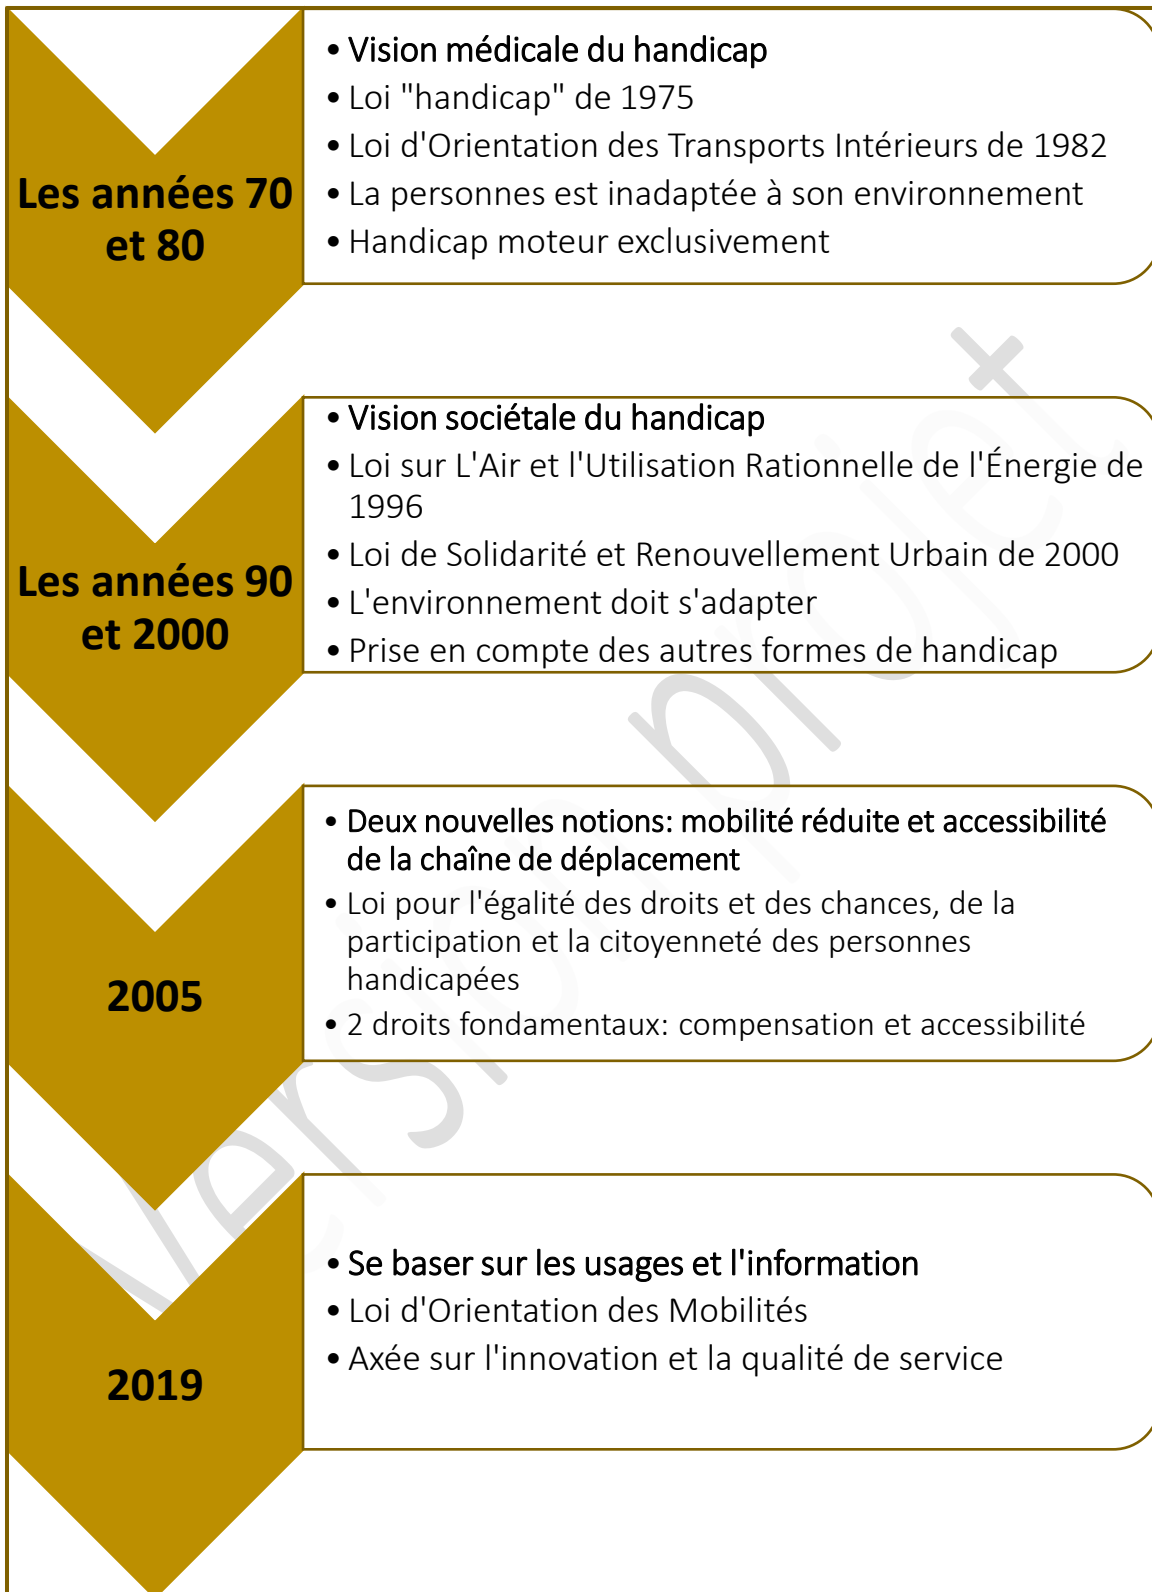 Les années 70
et 80
• Vision médicale du handicap
• Loi "handicap" de 1975
• Loi d'Orientation des Transports Intérieurs de 1982
• La personnes est inadaptée à son environnement
• Handicap moteur exclusivement
Les années 90
et 2000
• Vision sociétale du handicap
• Loi sur L'Air et l'Utilisation Rationnelle de l'Énergie de
1996
• Loi de Solidarité et Renouvellement Urbain de 2000
• L'environnement doit s'adapter
• Prise en compte des autres formes de handicap
2005
• Deux nouvelles notions: mobilité réduite et accessibilité
de la chaîne de déplacement
• Loi pour l'égalité des droits et des chances, de la
participation et la citoyenneté des personnes
handicapées
• 2 droits fondamentaux: compensation et accessibilité
2019
• Se baser sur les usages et l'information
• Loi d'Orientation des Mobilités
• Axée sur l'innovation et la qualité de service
Version projet